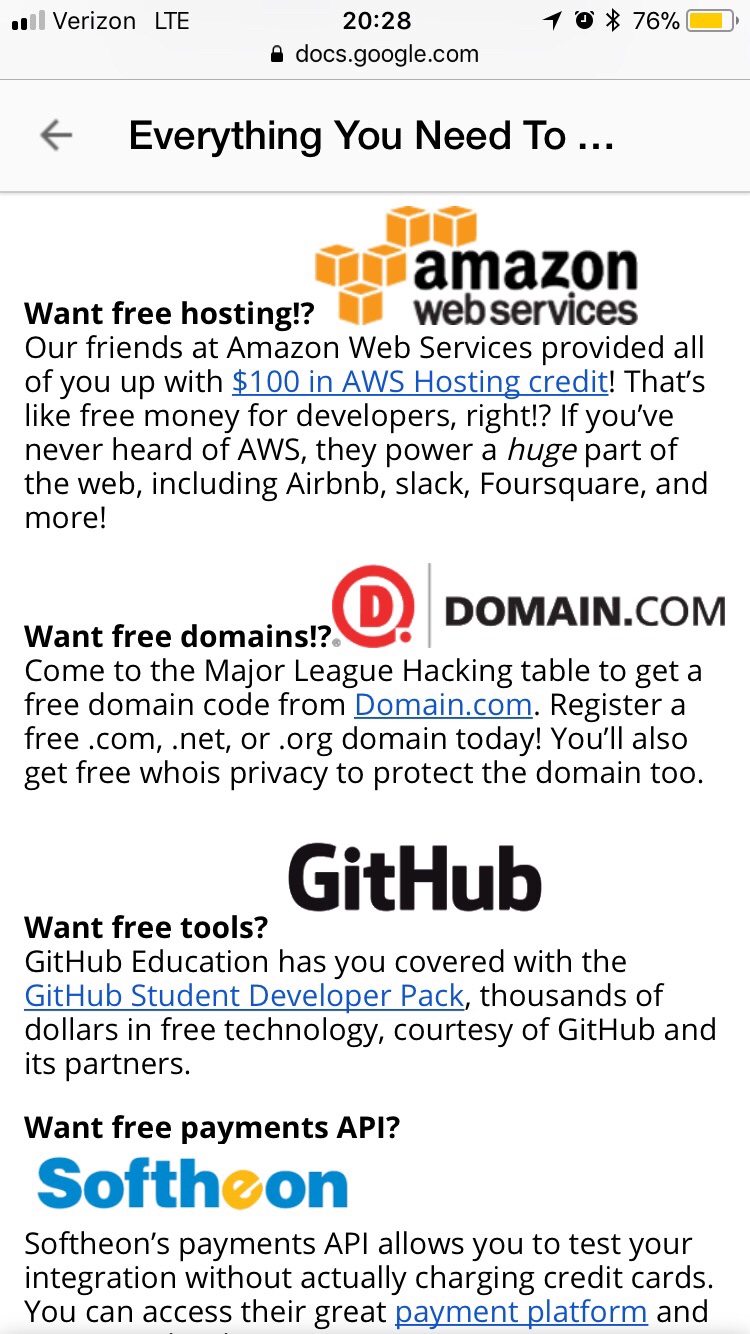 Verizon LTE 20:28 76%
docs.google.com
Everything You Need To ...
amazon
web services
Want free hosting!?
Our friends at Amazon Web Services provided all
of you up with $100 in AWS Hosting credit! That’s
like free money for developers, right!? If you’ve
never heard of AWS, they power a huge part of
the web, including Airbnb, slack, Foursquare, and
more!
D DOMAIN.COM
Want free domains!?
Come to the Major League Hacking table to get a
free domain code from Domain.com. Register a
free .com, .net, or .org domain today! You’ll also
get free whois privacy to protect the domain too.
GitHub
Want free tools?
GitHub Education has you covered with the
GitHub Student Developer Pack, thousands of
dollars in free technology, courtesy of GitHub and
its partners.
Want free payments API?
Softheon
Softheon’s payments API allows you to test your
integration without actually charging credit cards.
You can access their great payment platform and